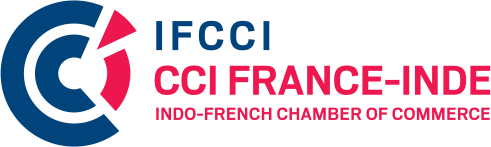 IFCCI
CCI FRANCE-INDE
INDO-FRENCH CHAMBER OF COMMERCE